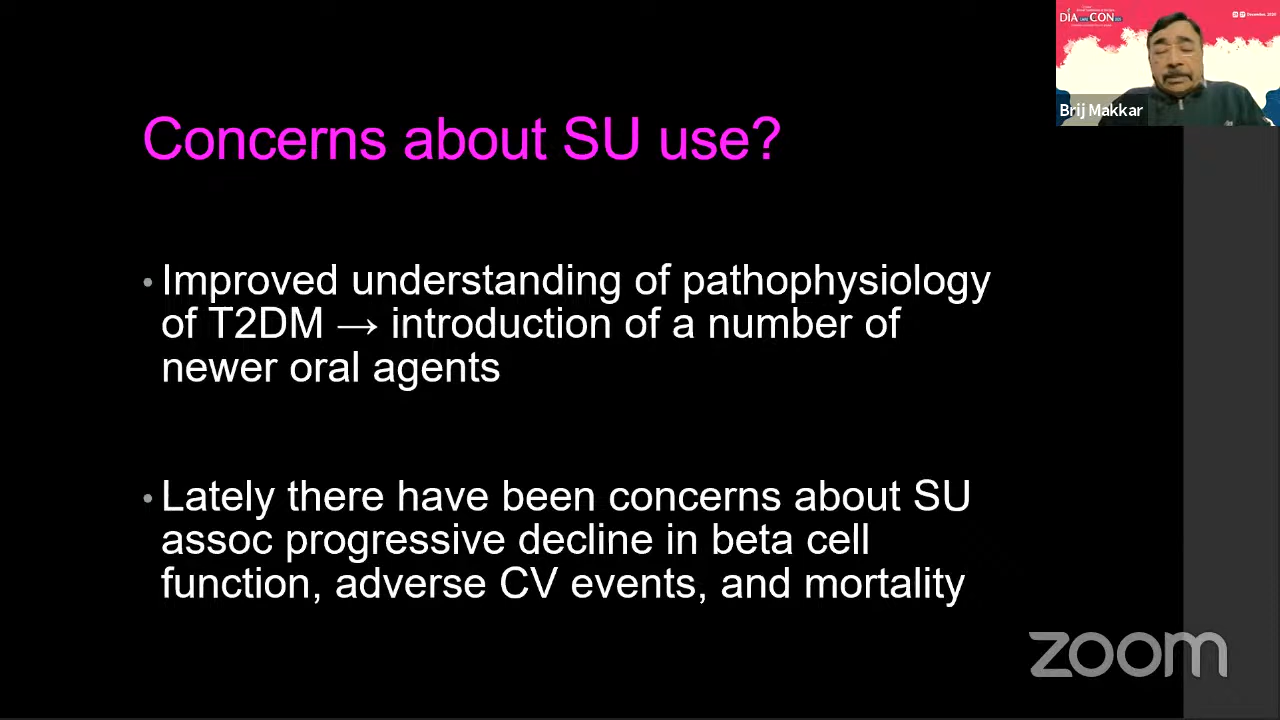 DIA CON
Brij Makkar
Concerns about SU use?
• Improved understanding of pathophysiology
of T2DM → introduction of a number of
newer oral agents
• Lately there have been concerns about SU
assoc progressive decline in beta cell
function, adverse CV events, and mortality
zoom